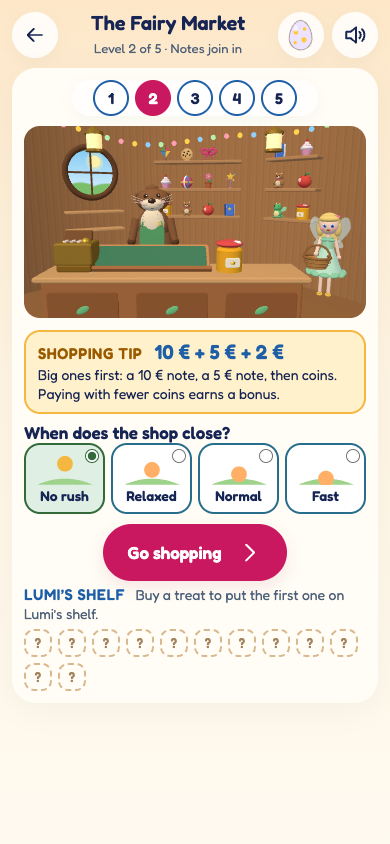 The Fairy Market
Level 2 of 5 · Notes join in
1 2 3 4 5
SHOPPING TIP 10 € + 5 € + 2 €
Big ones first: a 10 € note, a 5 € note, then coins.
Paying with fewer coins earns a bonus.
When does the shop close?
No rush Relaxed Normal Fast
Go shopping
LUMI'S SHELF Buy a treat to put the first one on
Lumi's shelf.
? ? ? ? ? ? ? ? ? ?
? ?